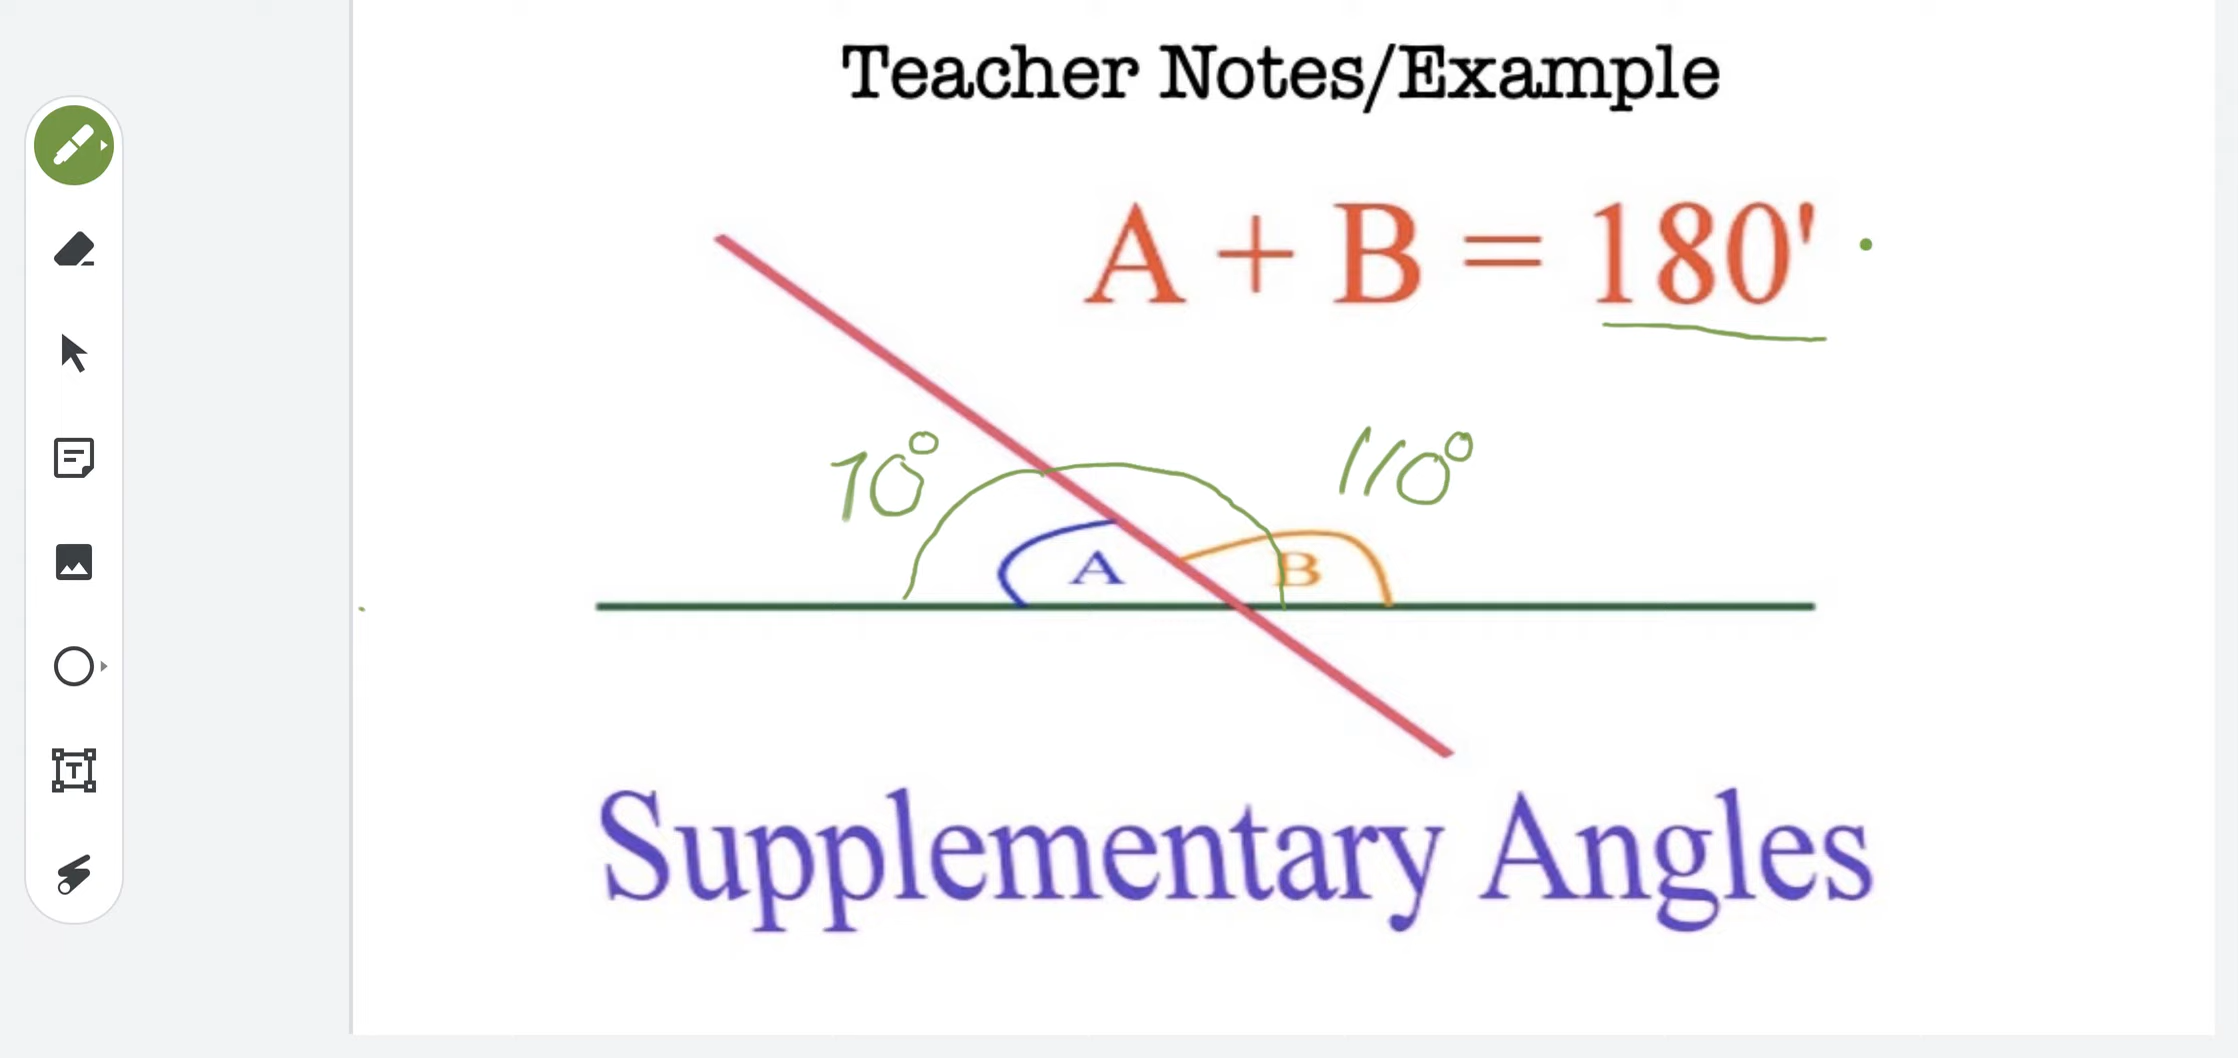 Teacher Notes/Example
A + B = 180'
70° 110°
A B
Supplementary Angles